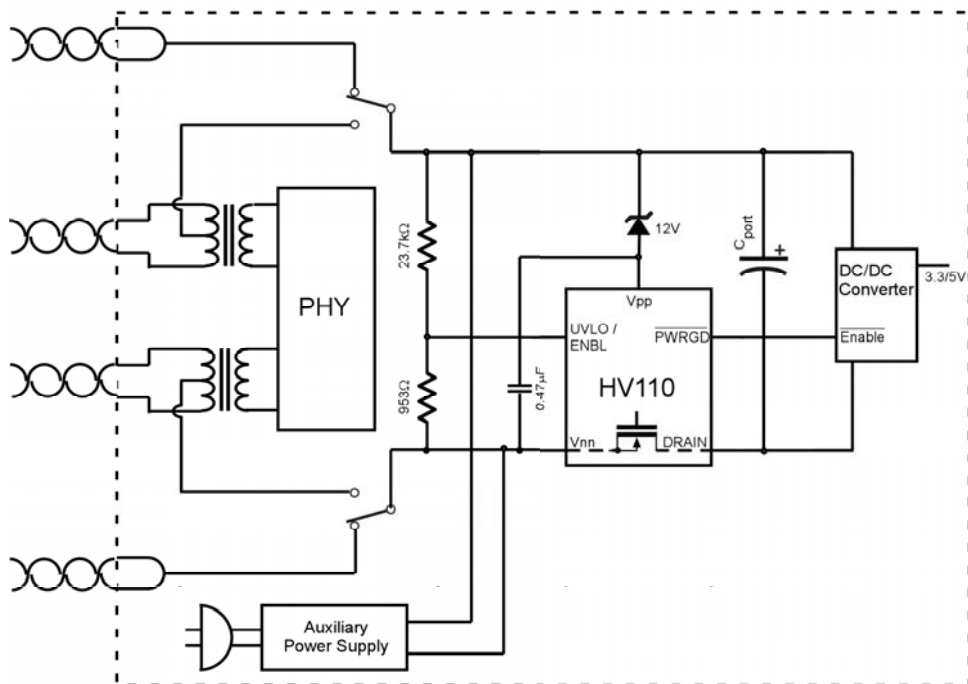 23.7kΩ
12V
Cport
+
DC/DC
Converter
3.3/5V
PHY
Vpp
UVLO /
ENBL
PWRGD
Enable
953Ω
0.47µF
HV110
Vnn
DRAIN
Auxiliary
Power Supply